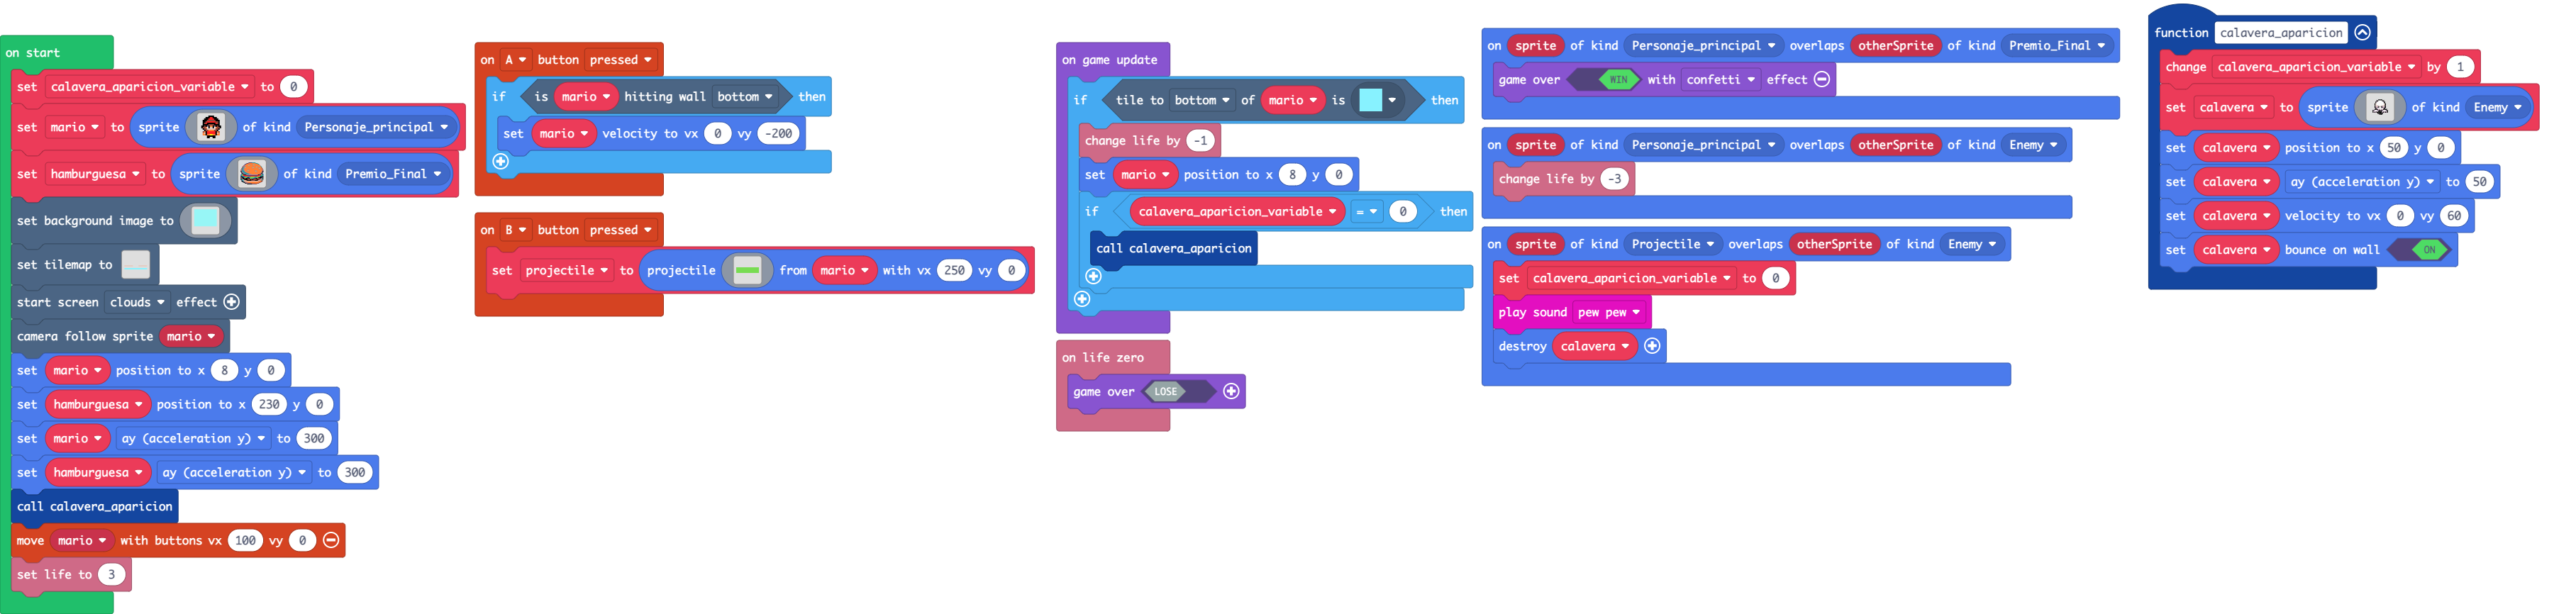 on start
set calavera_aparicion_variable to 0
set mario to sprite of kind Personaje_principal
set hamburguesa to sprite of kind Premio_Final
set background image to
set tilemap to
start screen clouds effect
camera follow sprite mario
set mario position to x 8 y 0
set hamburguesa position to x 230 y 0
set mario ay (acceleration y) to 300
set hamburguesa ay (acceleration y) to 300
call calavera_aparicion
move mario with buttons vx 100 vy 0
set life to 3
on A button pressed
if is mario hitting wall bottom then
set mario velocity to vx 0 vy -200
on B button pressed
set projectile to projectile from mario with vx 250 vy 0
on game update
if tile to bottom of mario is then
change life by -1
set mario position to x 8 y 0
if calavera_aparicion_variable = 0 then
call calavera_aparicion
on life zero
game over LOSE
on sprite of kind Personaje_principal overlaps otherSprite of kind Premio_Final
game over WIN with confetti effect
on sprite of kind Personaje_principal overlaps otherSprite of kind Enemy
change life by -3
on sprite of kind Projectile overlaps otherSprite of kind Enemy
set calavera_aparicion_variable to 0
play sound pew pew
destroy calavera
function calavera_aparicion
change calavera_aparicion_variable by 1
set calavera to sprite of kind Enemy
set calavera position to x 50 y 0
set calavera ay (acceleration y) to 50
set calavera velocity to vx 0 vy 60
set calavera bounce on wall ON